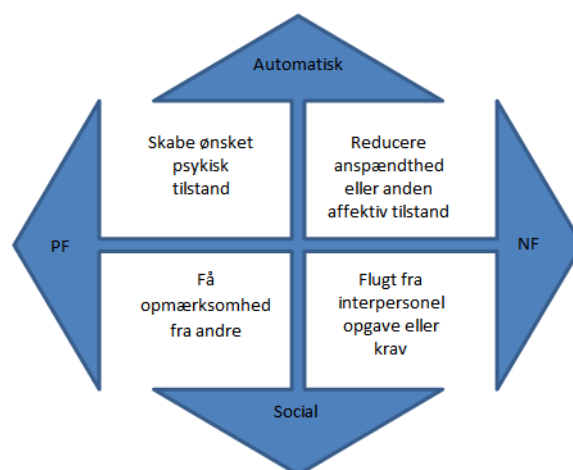 Automatisk
Skabe ønsket
psykisk
tilstand
Reducere
anspændthed
eller anden
affektiv tilstand
PF
NF
Få
opmærksomhed
fra andre
Flugt fra
interpersonel
opgave eller
krav
Social